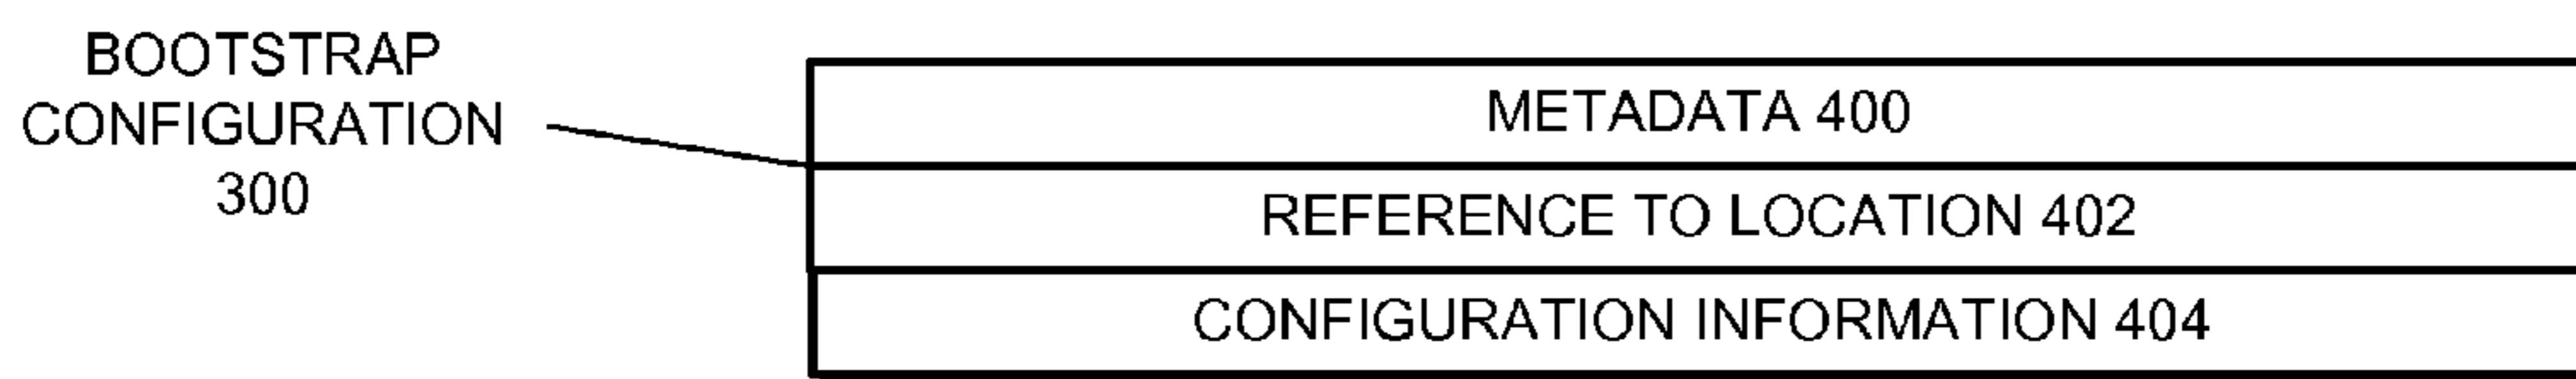 BOOTSTRAP
CONFIGURATION
300
METADATA 400
REFERENCE TO LOCATION 402
CONFIGURATION INFORMATION 404